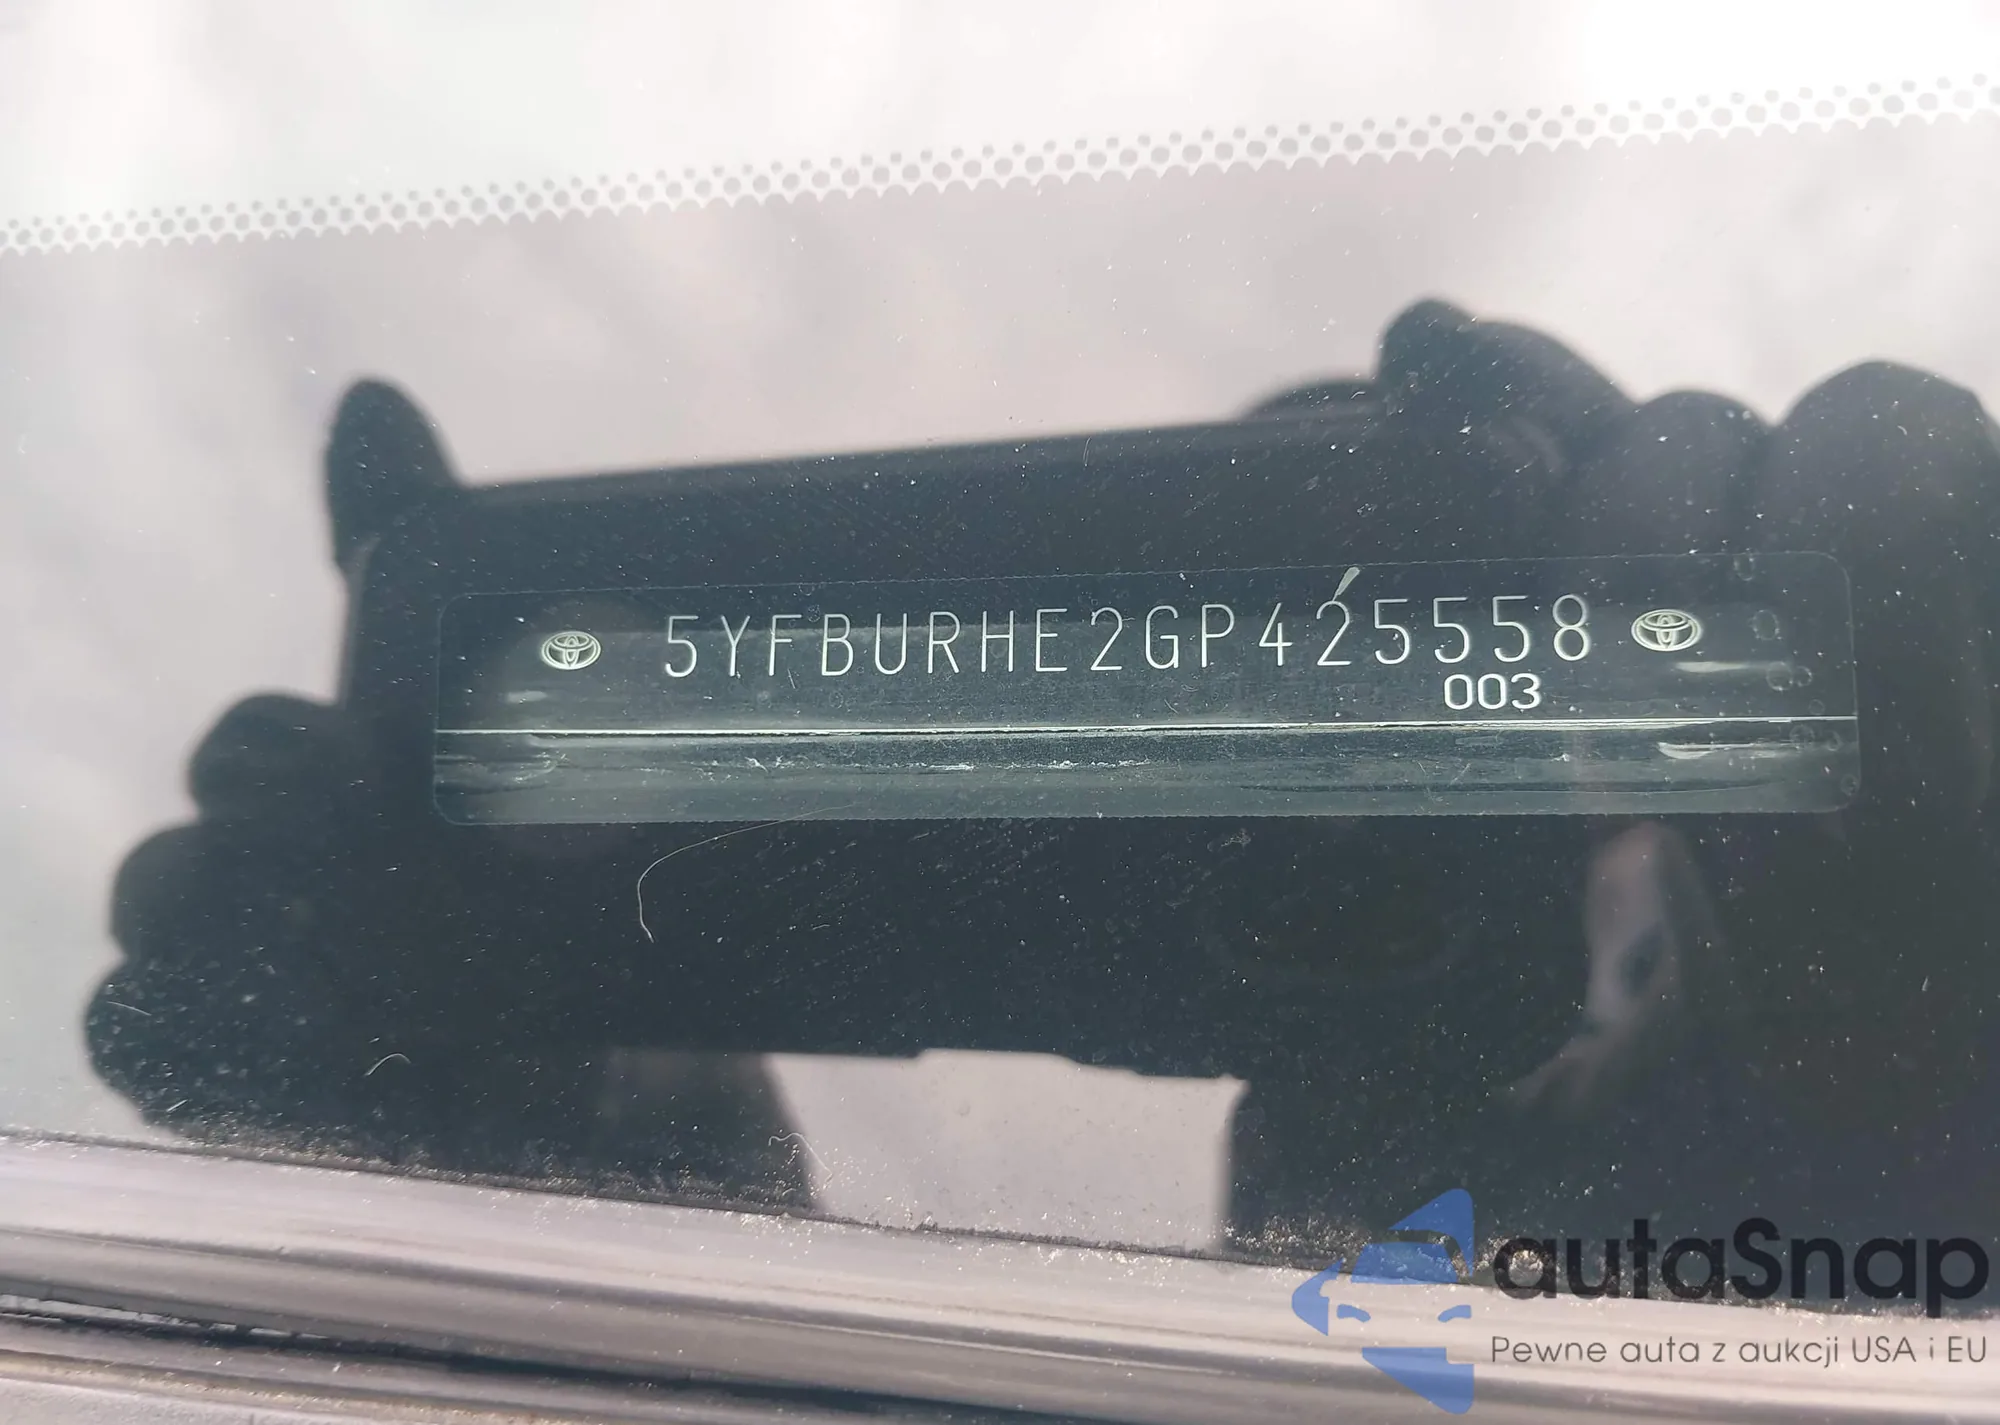 5YFBURHE2GP425558
003
autaSnap
Pewne auta z aukcji USA i EU